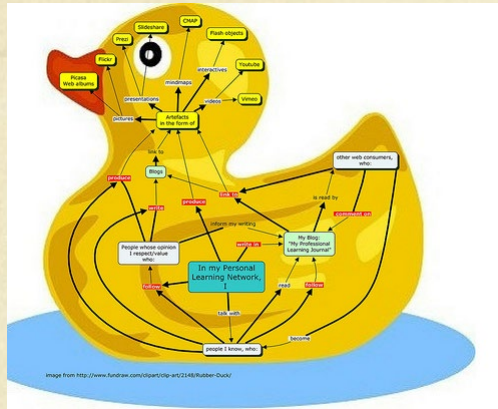 CMAP
Slideshare
Flash objects
Prezi
Flickr
Youtube
interactives
Picasa
Web albums
mindmaps
presentations
videos
Vimeo
pictures
Artefacts
in the form of
link to
other web consumers,
who:
Blogs
produce
link to
is read by
produce
write
comment on
inform my writing
People whose opinion
I respect/value
who:
write in
My Blog:
"My Professional
Learning Journal"
In my Personal
Learning Network,
I
follow
read
follow
talk with
become
people I know, who:
image from http://www.fundraw.com/clipart/clip-art/2148/Rubber-Duck/